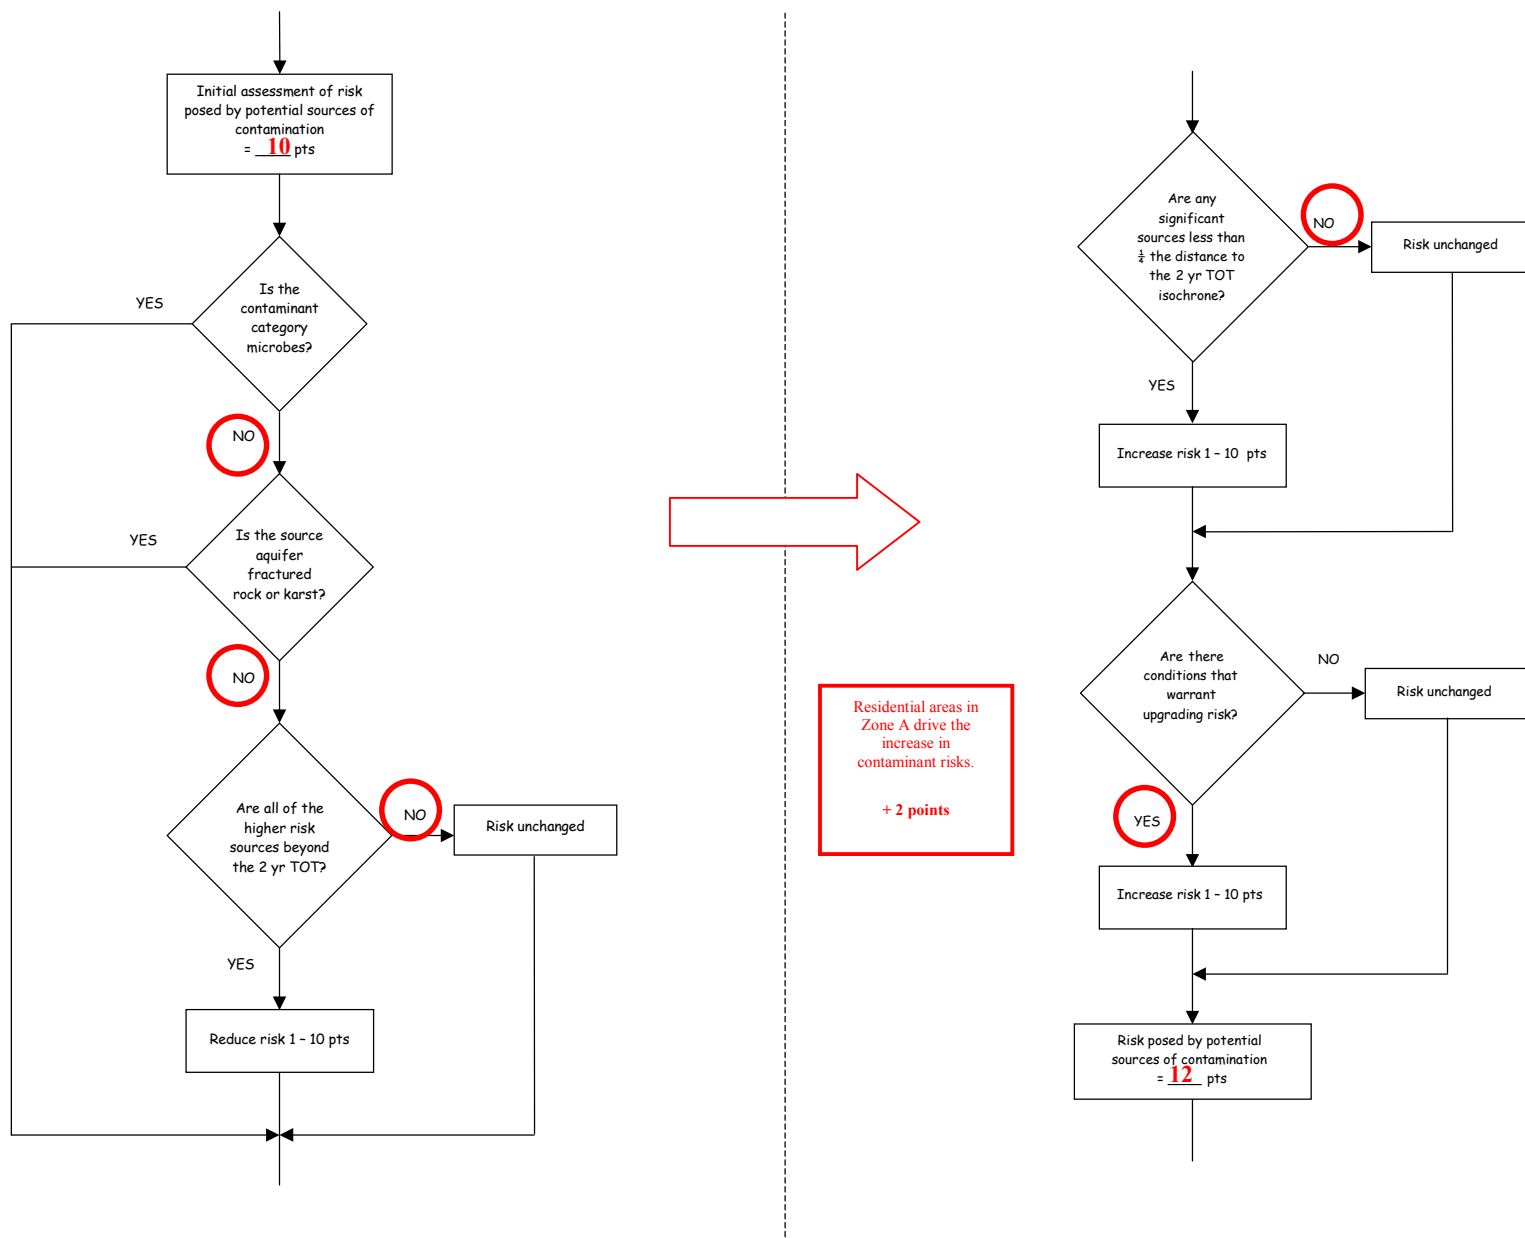 Initial assessment of risk
posed by potential sources of
contamination
= 10 pts
YES
Is the
contaminant
category
microbes?
NO
YES
Is the source
aquifer
fractured
rock or karst?
NO
Are all of the
higher risk
sources beyond
the 2 yr TOT?
NO
Risk unchanged
YES
Reduce risk 1 – 10 pts
Are any
significant
sources less than
¼ the distance to
the 2 yr TOT
isochrone?
NO
Risk unchanged
YES
Increase risk 1 – 10 pts
Residential areas in
Zone A drive the
increase in
contaminant risks.
+ 2 points
Are there
conditions that
warrant
upgrading risk?
NO
Risk unchanged
YES
Increase risk 1 – 10 pts
Risk posed by potential
sources of contamination
= 12 pts